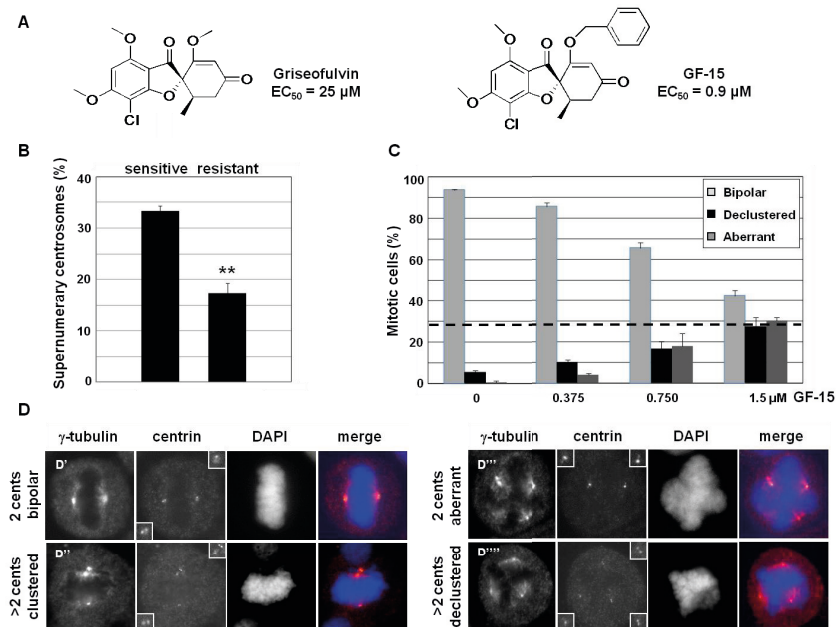 A
O
O
O
O
O
O
Cl
Griseofulvin
EC50 = 25 µM
O
O
O
O
O
O
Cl
GF-15
EC50 = 0.9 µM
B
sensitive resistant
Supernumerary centrosomes (%)
40
30
20
10
0
**
C
Mitotic cells (%)
100
80
60
40
20
0
Bipolar
Declustered
Aberrant
0 0.375 0.750 1.5 µM GF-15
D
γ-tubulin centrin DAPI merge
2 cents
bipolar
D'
>2 cents
clustered
D''
γ-tubulin centrin DAPI merge
2 cents
aberrant
D'''
>2 cents
declustered
D''''